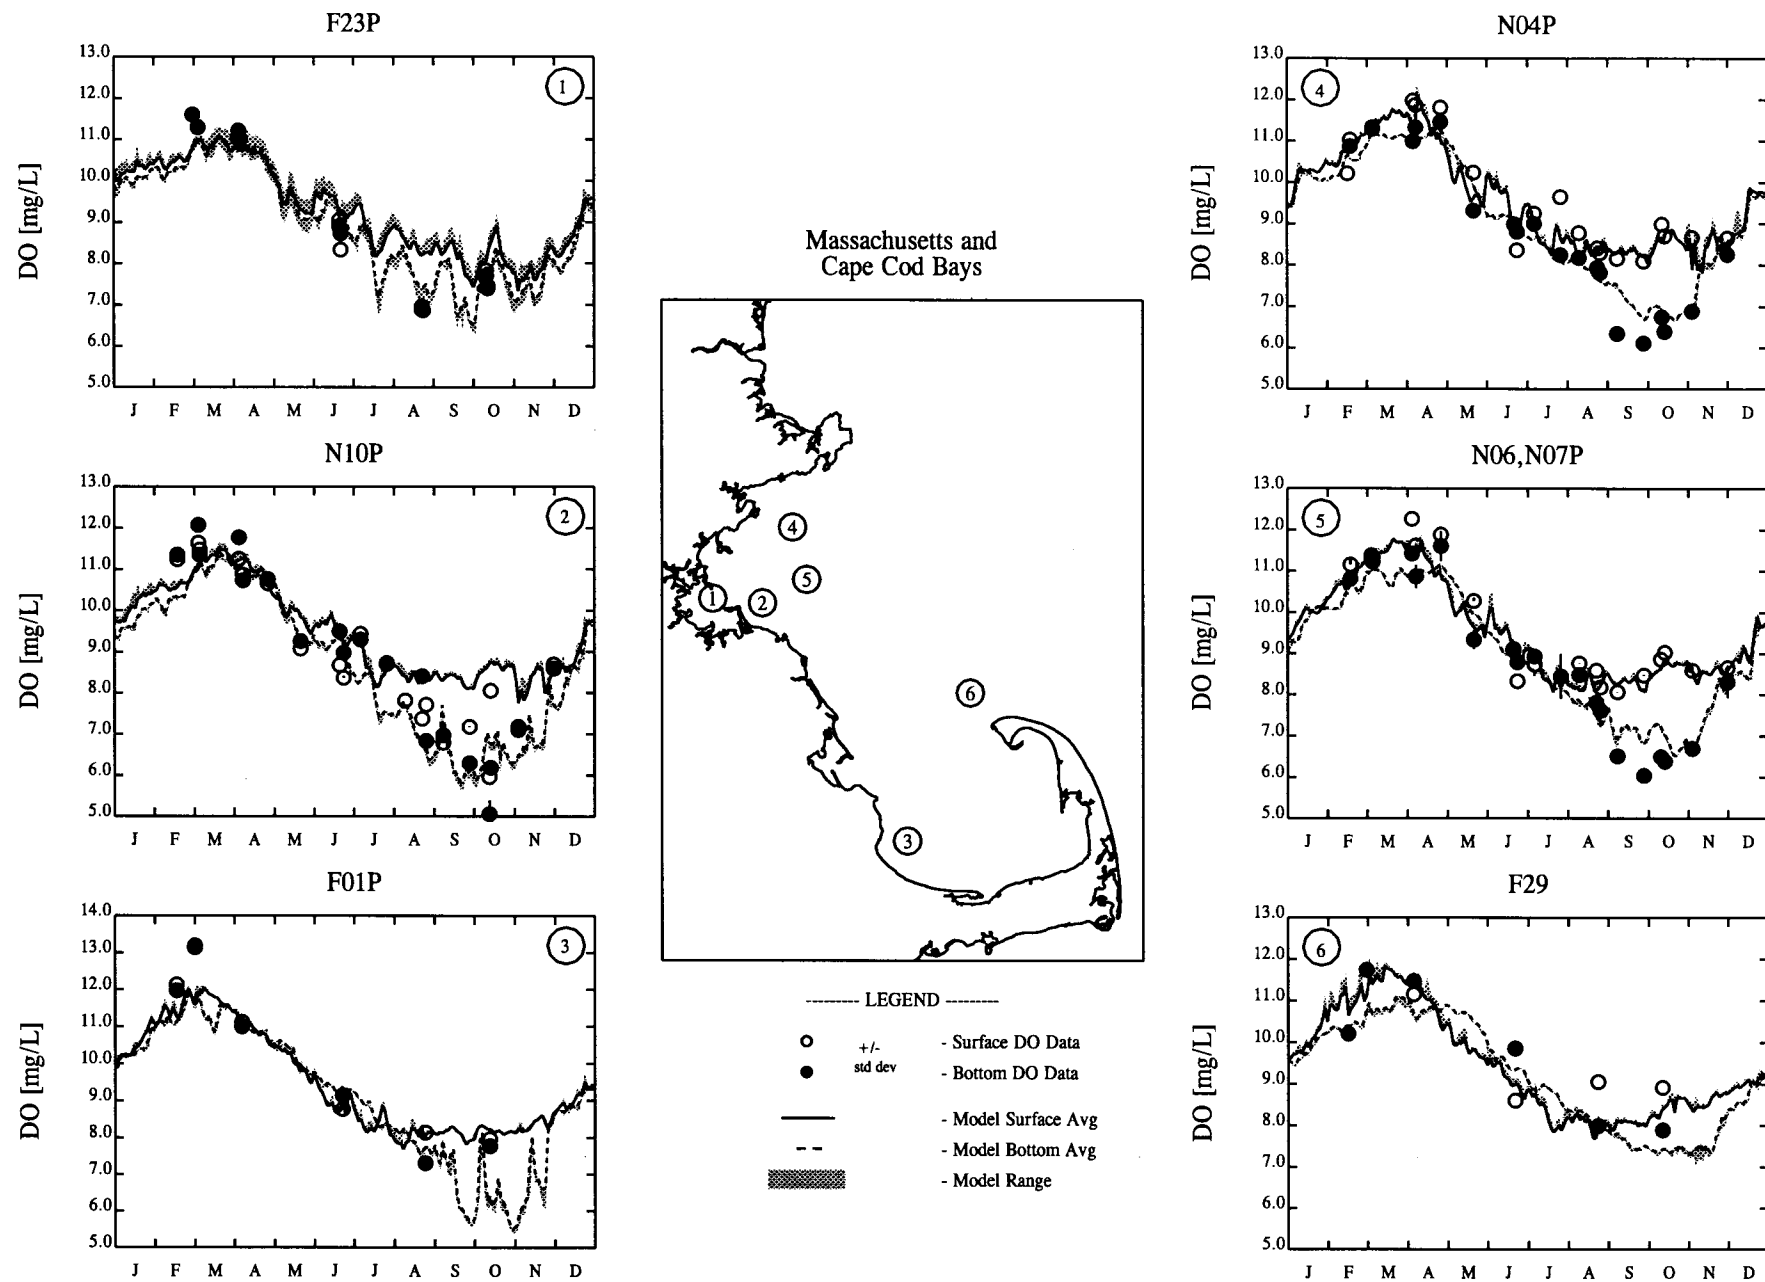 F23P
13.0
12.0
11.0
10.0
9.0
8.0
7.0
6.0
5.0
DO [mg/L]
1
J F M A M J J A S O N D
N10P
13.0
12.0
11.0
10.0
9.0
8.0
7.0
6.0
5.0
DO [mg/L]
2
J F M A M J J A S O N D
F01P
14.0
13.0
12.0
11.0
10.0
9.0
8.0
7.0
6.0
5.0
DO [mg/L]
3
J F M A M J J A S O N D
Massachusetts and
Cape Cod Bays
4
5
1 2
6
3
--------- LEGEND ---------
+/- - Surface DO Data
std dev - Bottom DO Data
- Model Surface Avg
- Model Bottom Avg
- Model Range
N04P
13.0
12.0
11.0
10.0
9.0
8.0
7.0
6.0
5.0
DO [mg/L]
4
J F M A M J J A S O N D
N06,N07P
13.0
12.0
11.0
10.0
9.0
8.0
7.0
6.0
5.0
DO [mg/L]
5
J F M A M J J A S O N D
F29
13.0
12.0
11.0
10.0
9.0
8.0
7.0
6.0
5.0
DO [mg/L]
6
J F M A M J J A S O N D